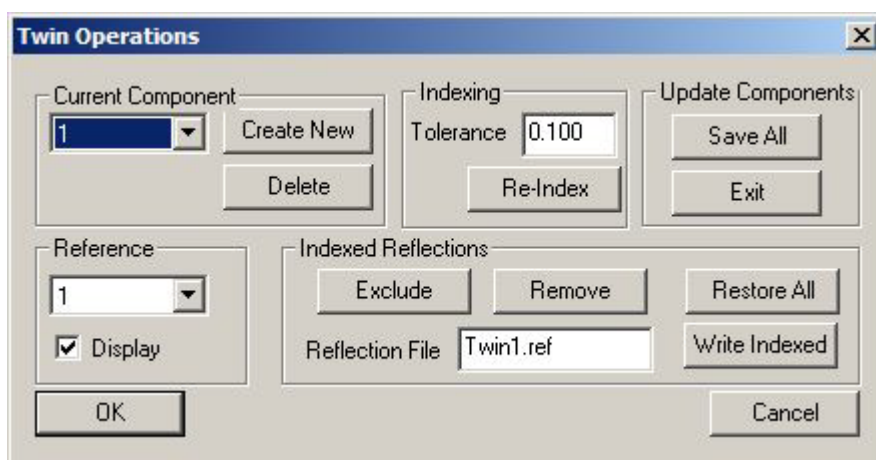 Twin Operations
Current Component
1
Create New
Delete
Indexing
Tolerance 0.100
Re-Index
Update Components
Save All
Exit
Reference
1
Display
Indexed Reflections
Exclude Remove Restore All
Reflection File Twin1.ref Write Indexed
OK Cancel